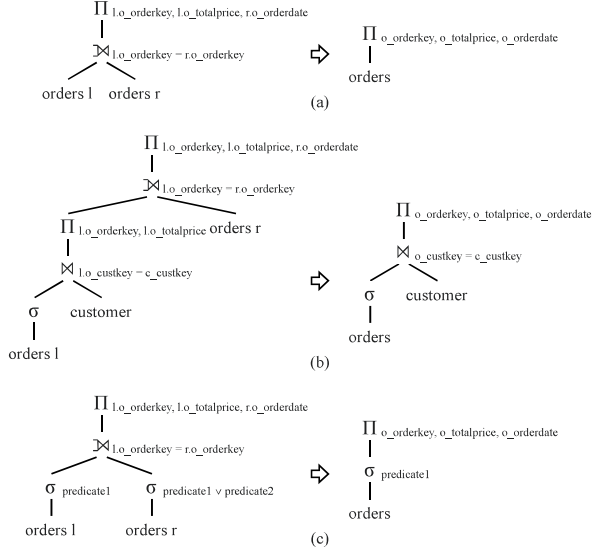 Π l.o_orderkey, l.o_totalprice, r.o_orderdate
⟕ l.o_orderkey = r.o_orderkey
orders l orders r
Π o_orderkey, o_totalprice, o_orderdate
orders
(a)
Π l.o_orderkey, l.o_totalprice, r.o_orderdate
⟕ l.o_orderkey = r.o_orderkey
Π l.o_orderkey, l.o_totalprice orders r
⋈ l.o_custkey = c_custkey
σ customer
orders l
Π o_orderkey, o_totalprice, o_orderdate
⋈ o_custkey = c_custkey
σ customer
orders
(b)
Π l.o_orderkey, l.o_totalprice, r.o_orderdate
⟕ l.o_orderkey = r.o_orderkey
σ predicate1 σ predicate1 ∨ predicate2
orders l orders r
Π o_orderkey, o_totalprice, o_orderdate
σ predicate1
orders
(c)